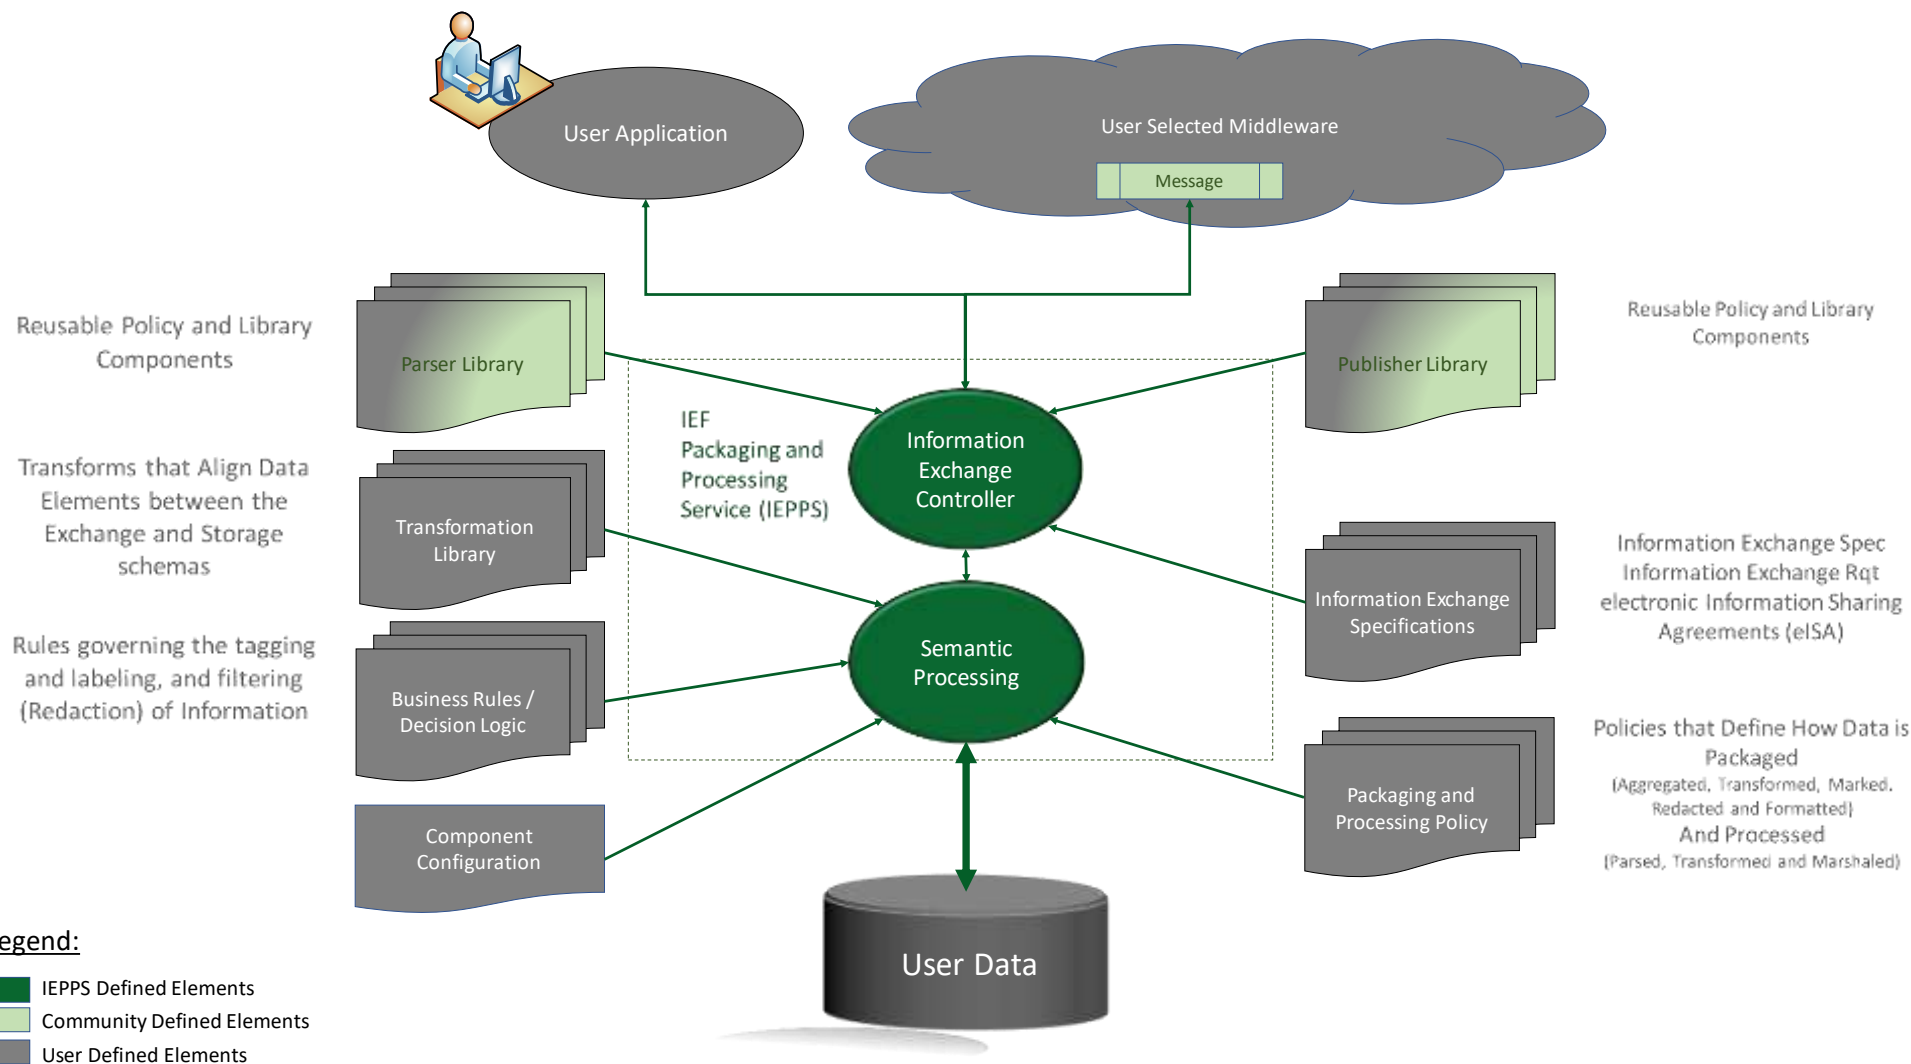 User Application
User Selected Middleware
Message
Reusable Policy and Library
Components
Parser Library
Publisher Library
Reusable Policy and Library
Components
IEF
Packaging and
Processing
Service (IEPPS)
Information
Exchange
Controller
Transforms that Align Data
Elements between the
Exchange and Storage
schemas
Transformation
Library
Information Exchange
Specifications
Information Exchange Spec
Information Exchange Rqt
electronic Information Sharing
Agreements (eISA)
Rules governing the tagging
and labeling, and filtering
(Redaction) of Information
Business Rules /
Decision Logic
Semantic
Processing
Packaging and
Processing Policy
Policies that Define How Data is
Packaged
(Aggregated, Transformed, Marked.
Redacted and Formatted)
And Processed
(Parsed, Transformed and Marshaled)
Component
Configuration
User Data
egend:
IEPPS Defined Elements
Community Defined Elements
User Defined Elements